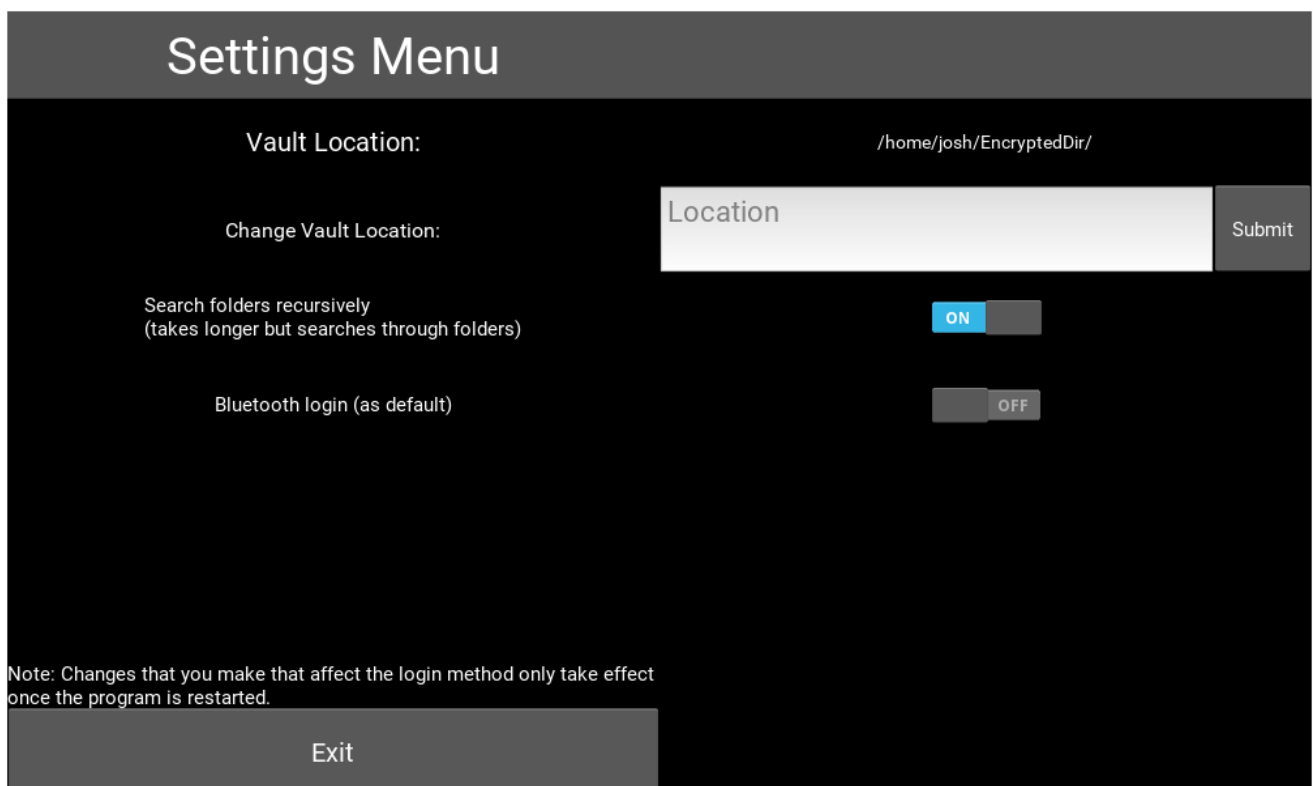 Settings Menu
Vault Location:
/home/josh/EncryptedDir/
Change Vault Location:
Location
Submit
Search folders recursively
(takes longer but searches through folders)
ON
Bluetooth login (as default)
OFF
Note: Changes that you make that affect the login method only take effect
once the program is restarted.
Exit